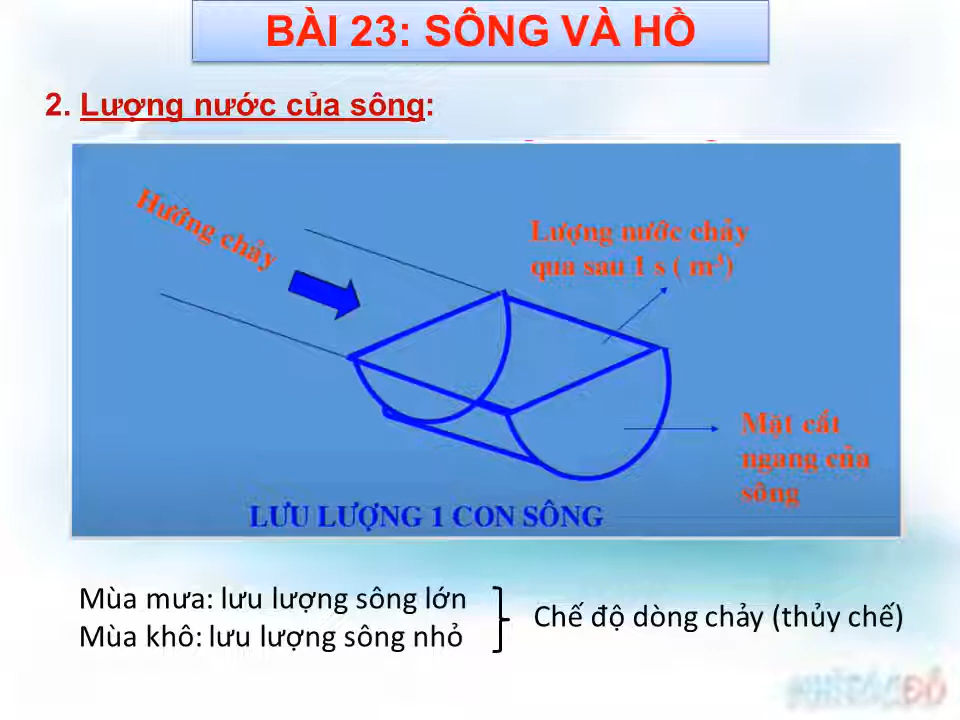 BÀI 23: SÔNG VÀ HỒ
2. Lượng nước của sông:
Hướng chảy
Lượng nước chảy
qua sau 1 s ( m³)
Mặt cắt
ngang của
sông
LƯU LƯỢNG 1 CON SÔNG
Mùa mưa: lưu lượng sông lớn
Mùa khô: lưu lượng sông nhỏ
Chế độ dòng chảy (thủy chế)